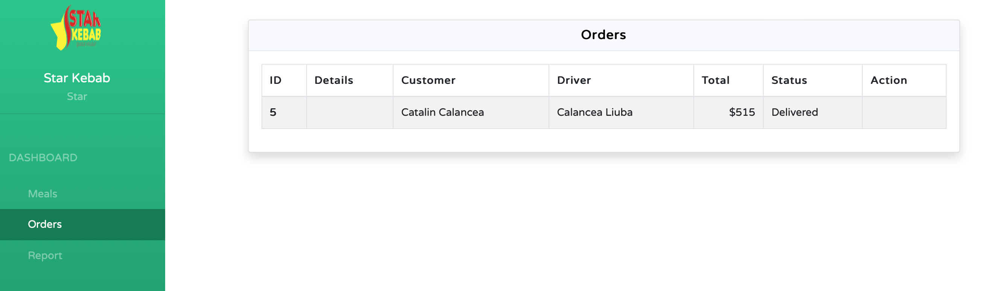 STAR
KEBAB
Star Kebab
Star
DASHBOARD
Meals
Orders
Report
Orders
ID Details Customer Driver Total Status Action
5 Catalin Calancea Calancea Liuba $515 Delivered